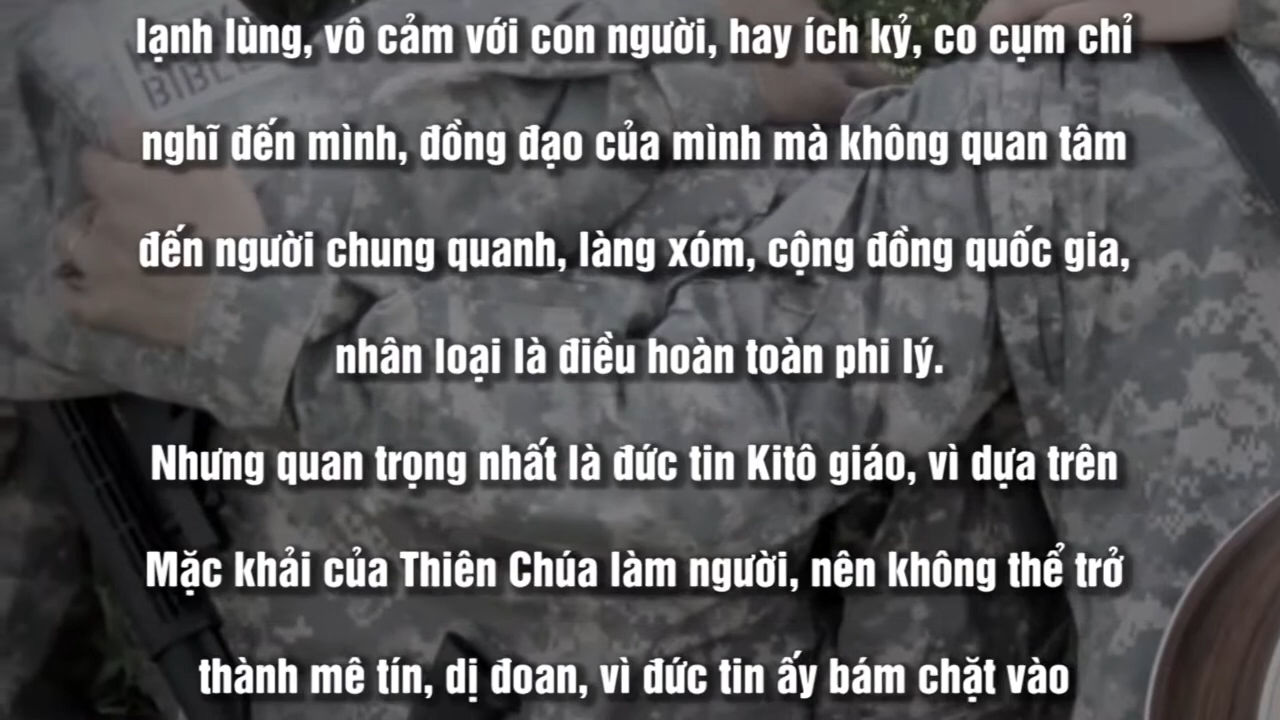 lạnh lùng, vô cảm với con người, hay ích kỷ, co cụm chỉ
BIBLE
nghĩ đến mình, đồng đạo của mình mà không quan tâm
đến người chung quanh, làng xóm, cộng đồng quốc gia,
nhân loại là điều hoàn toàn phi lý.
Nhưng quan trọng nhất là đức tin Kitô giáo, vì dựa trên
Mặc khải của Thiên Chúa làm người, nên không thể trở
thành mê tín, dị đoan, vì đức tin ấy bám chặt vào